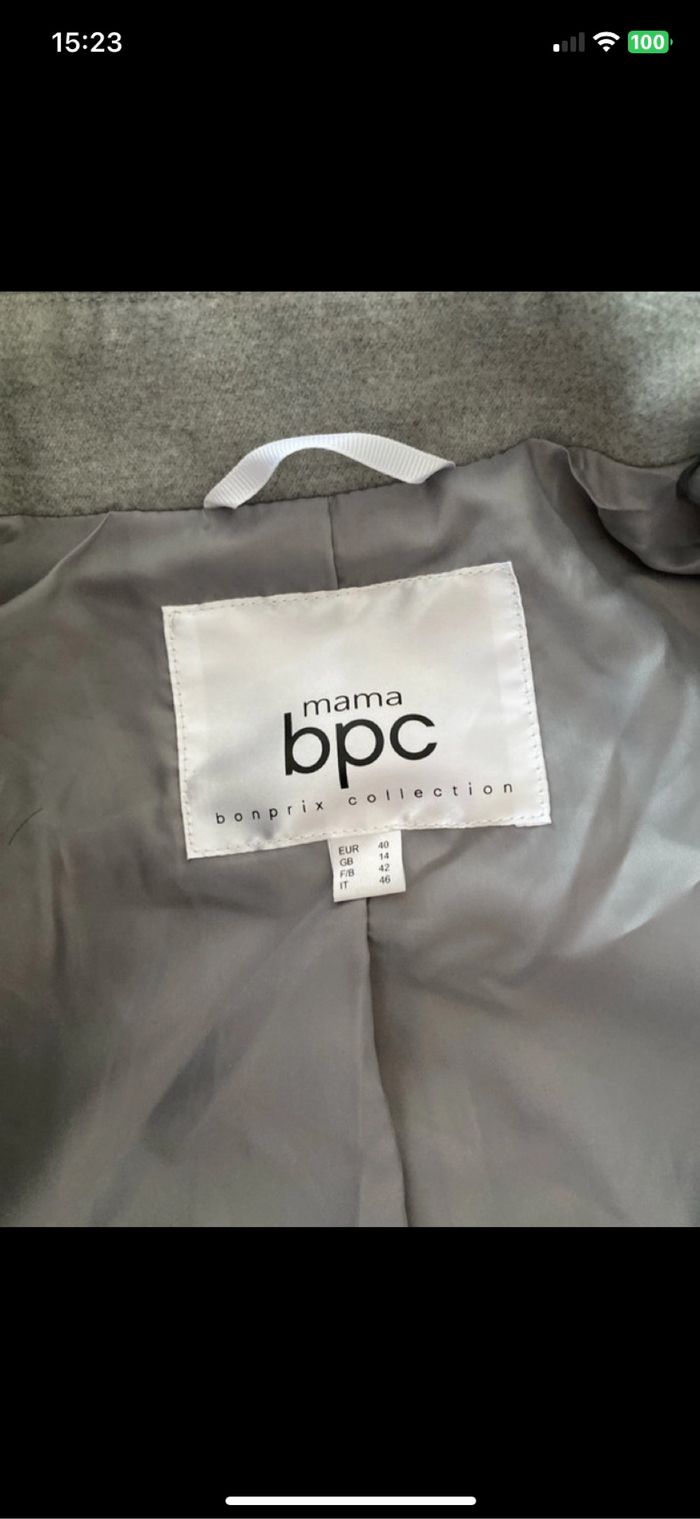 15:23
100
mama
bpc
bonprix collection
EUR 40
GB 14
F/B 42
IT 46